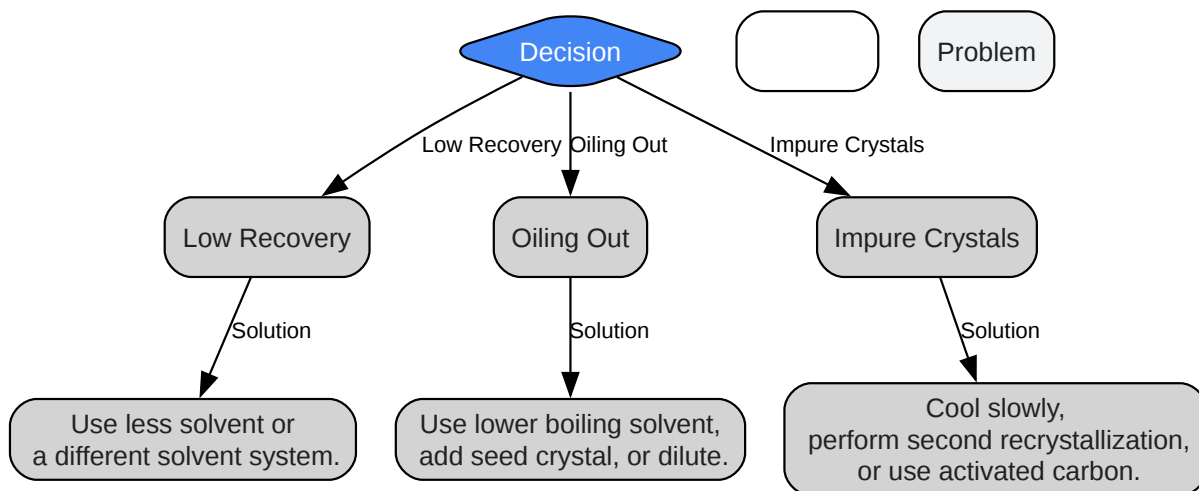 Decision
Problem
Low Recovery
Oiling Out
Impure Crystals
Low Recovery
Oiling Out
Impure Crystals
Solution
Solution
Solution
Use less solvent or
a different solvent system.
Use lower boiling solvent,
add seed crystal, or dilute.
Cool slowly,
perform second recrystallization,
or use activated carbon.